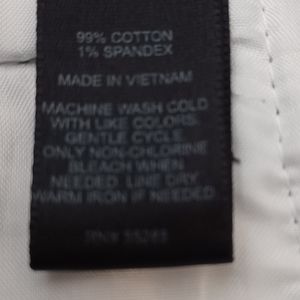 99% COTTON
1% SPANDEX
MADE IN VIETNAM
MACHINE WASH COLD
WITH LIKE COLORS.
GENTLE CYCLE.
ONLY NON-CHLORINE
BLEACH WHEN
NEEDED. LINE DRY.
WARM IRON IF NEEDED.